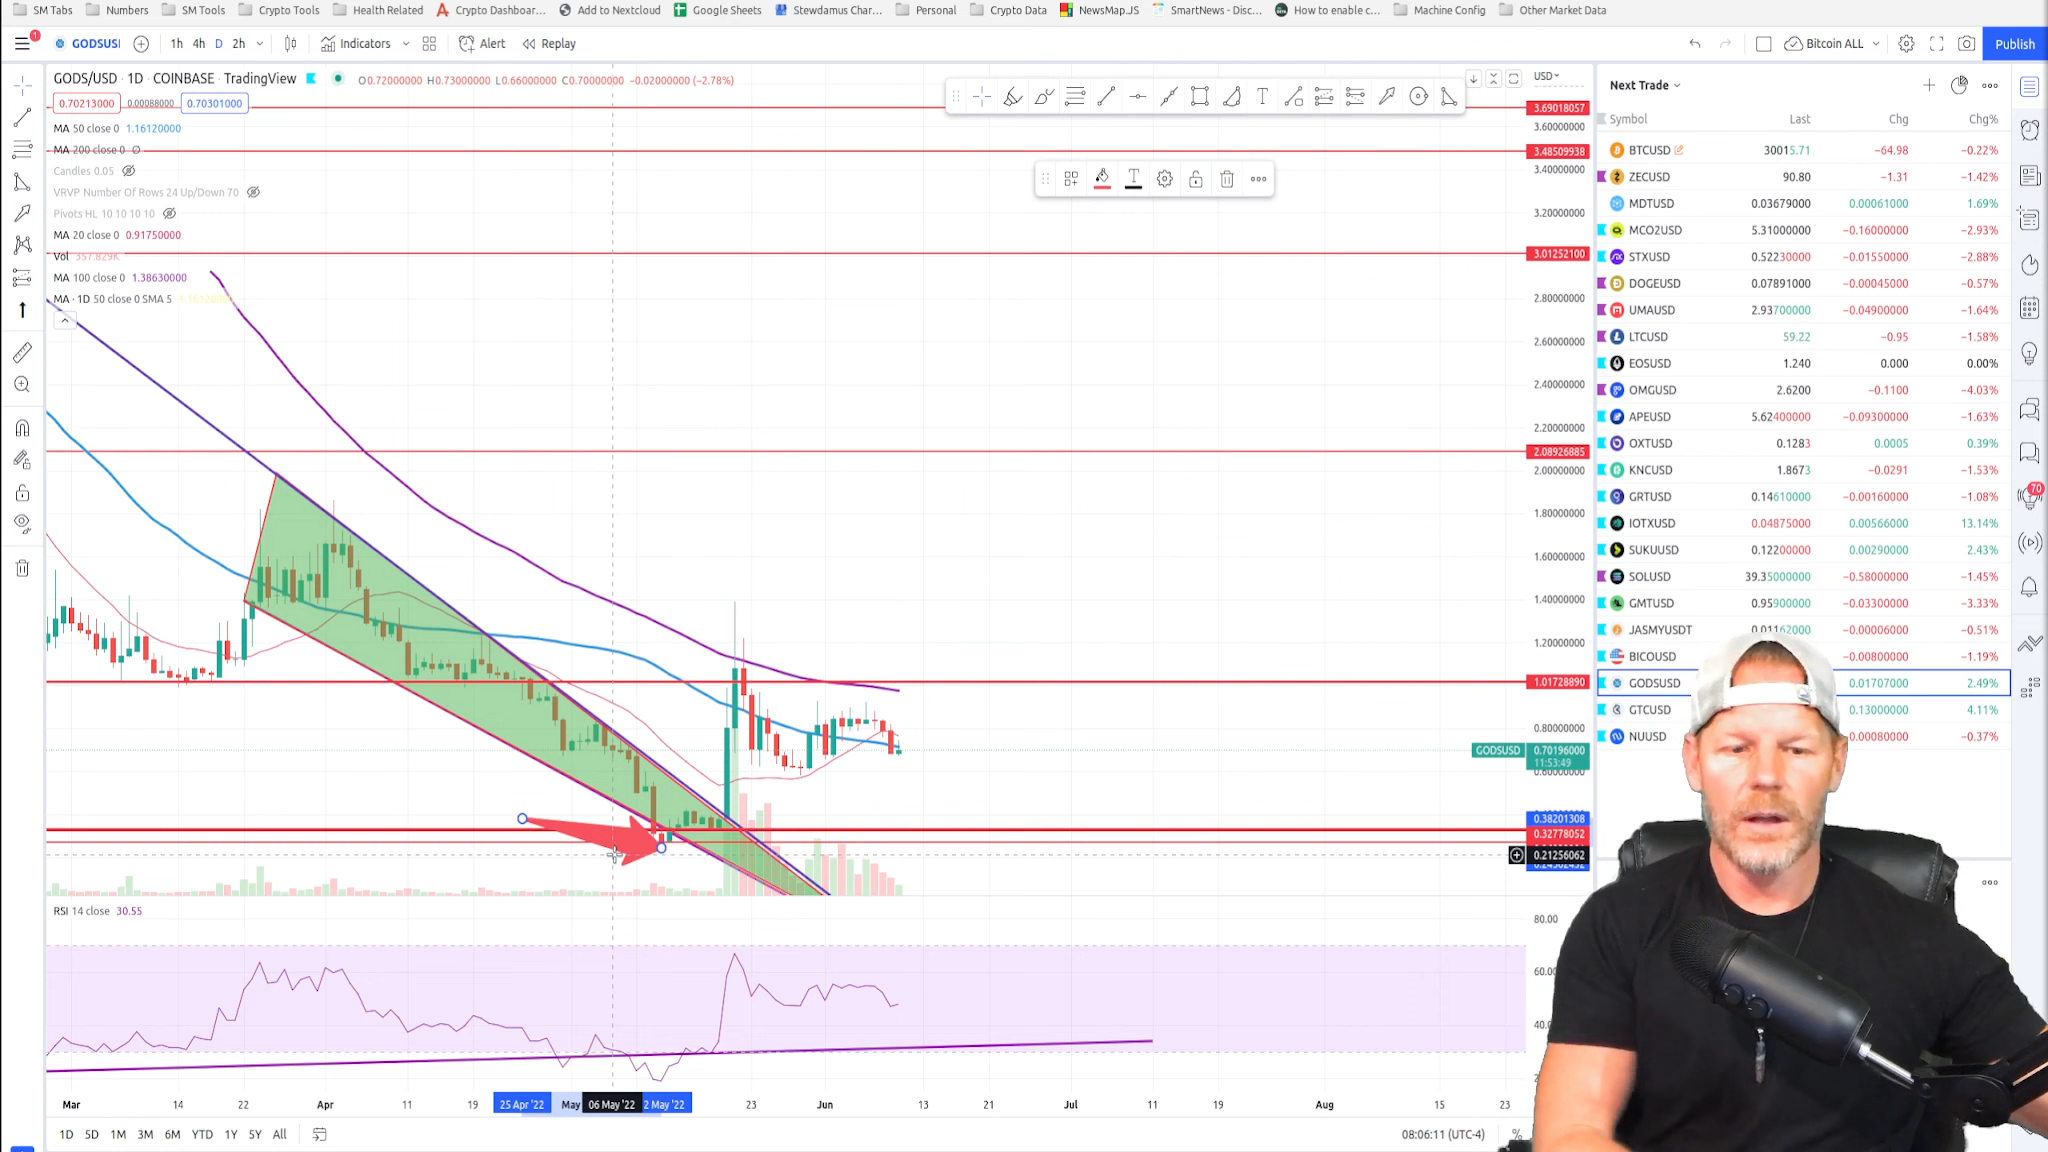 SM Tabs Numbers SM Tools Crypto Tools Health Related Crypto Dashboar... Add to Nextcloud Google Sheets Stewdamus Char... Personal Crypto Data NewsMap.JS SmartNews - Disc... How to enable c... Machine Config Other Market Data
1 GODSUSI 1h 4h D 2h Indicators Alert Replay Bitcoin ALL Publish
GODS/USD · 1D · COINBASE · TradingView O0.72000000 H0.73000000 L0.66000000 C0.70000000 −0.02000000 (−2.78%)
0.70213000 0.00088000 0.70301000
MA 50 close 0 1.16120000
MA 200 close 0 ∅
Candles 0.05
VRVP Number Of Rows 24 Up/Down 70
Pivots HL 10 10 10 10
MA 20 close 0 0.91750000
Vol 357.829K
MA 100 close 0 1.38630000
MA · 1D 50 close 0 SMA 5 1.16120000
USD
3.69018057
3.60000000
3.48509938
3.40000000
3.20000000
3.01252100
2.80000000
2.60000000
2.40000000
2.20000000
2.08926885
2.00000000
1.80000000
1.60000000
1.40000000
1.20000000
1.01728890
0.80000000
GODSUSD 0.70196000
11:53:49
0.60000000
0.38201308
0.32778052
0.21256062
RSI 14 close 30.55
80.00
60.00
40.00
Mar 14 22 Apr 11 19 25 Apr '22 May 06 May '22 2 May '22 23 Jun 13 21 Jul 11 19 Aug 15 23
1D 5D 1M 3M 6M YTD 1Y 5Y All 08:06:11 (UTC-4) %
Next Trade
Symbol Last Chg Chg%
BTCUSD 30015.71 −64.98 −0.22%
ZECUSD 90.80 −1.31 −1.42%
MDTUSD 0.03679000 0.00061000 1.69%
MCO2USD 5.31000000 −0.16000000 −2.93%
STXUSD 0.52230000 −0.01550000 −2.88%
DOGEUSD 0.07891000 −0.00045000 −0.57%
UMAUSD 2.93700000 −0.04900000 −1.64%
LTCUSD 59.22 −0.95 −1.58%
EOSUSD 1.240 0.000 0.00%
OMGUSD 2.6200 −0.1100 −4.03%
APEUSD 5.62400000 −0.09300000 −1.63%
OXTUSD 0.1283 0.0005 0.39%
KNCUSD 1.8673 −0.0291 −1.53%
GRTUSD 0.14610000 −0.00160000 −1.08%
IOTXUSD 0.04875000 0.00566000 13.14%
SUKUUSD 0.12200000 0.00290000 2.43%
SOLUSD 39.35000000 −0.58000000 −1.45%
GMTUSD 0.95900000 −0.03300000 −3.33%
JASMYUSDT 0.01162000 −0.00006000 −0.51%
BICOUSD −0.00800000 −1.19%
GODSUSD 0.01707000 2.49%
GTCUSD 0.13000000 4.11%
NUUSD 0.00080000 −0.37%
70